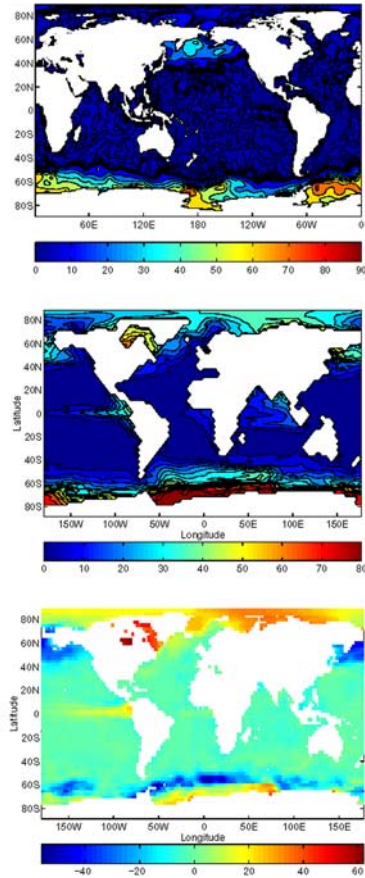 80N
60N
40N
20N
0
20S
40S
60S
80S
60E 120E 180 120W 60W 0
0 10 20 30 40 50 60 70 80 90
Latitude
80N
60N
40N
20N
0
20S
40S
60S
80S
150W 100W 50W 0 50E 100E 150E
Longitude
0 10 20 30 40 50 60 70 80
Latitude
80N
60N
40N
20N
0
20S
40S
60S
80S
150W 100W 50W 0 50E 100E 150E
Longitude
−40 −20 0 20 40 60